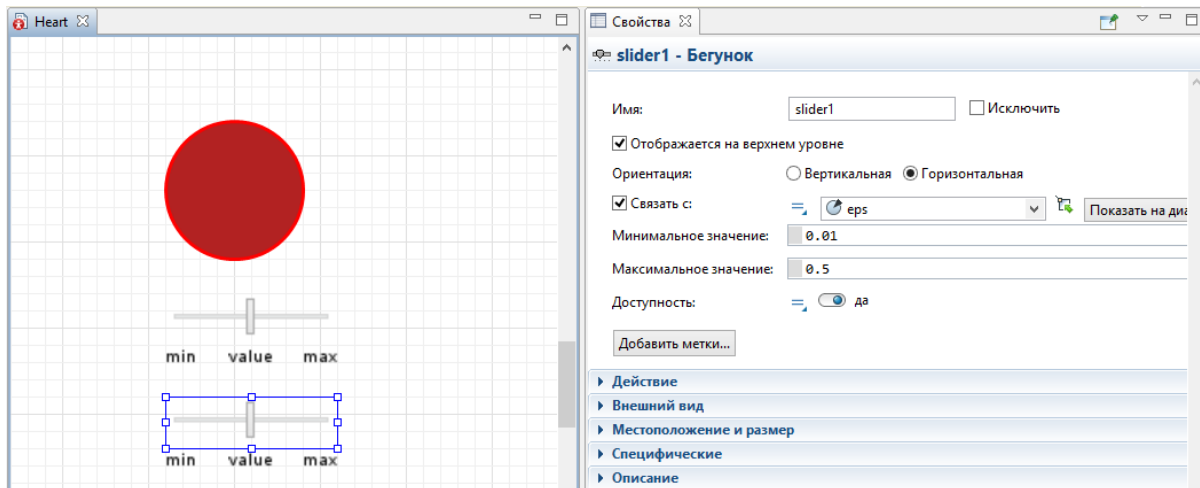 Heart
min value max
min value max
Свойства
slider1 - Бегунок
Имя: slider1 Исключить
Отображается на верхнем уровне
Ориентация: Вертикальная Горизонтальная
Связать с: eps Показать на диа
Минимальное значение: 0.01
Максимальное значение: 0.5
Доступность: да
Добавить метки...
Действие
Внешний вид
Местоположение и размер
Специфические
Описание